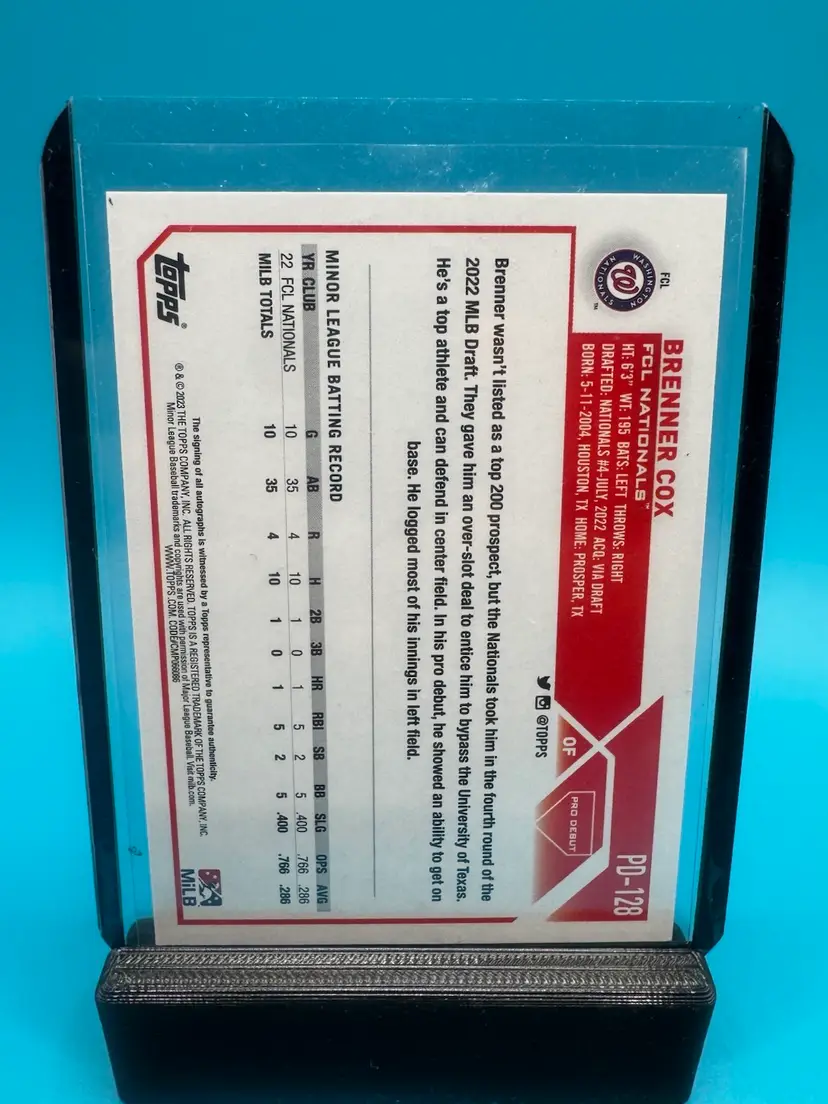 PD-128
BRENNER COX
FCL NATIONALS™
HT: 6'3" WT: 195 BATS: LEFT THROWS: RIGHT
DRAFTED: NATIONALS #4-JULY, 2022 ACQ: VIA DRAFT
BORN: 5-11-2004, HOUSTON, TX HOME: PROSPER, TX
FCL
WASHINGTON
W
NATIONALS
™
OF
PRO DEBUT
@TOPPS
Brenner wasn't listed as a top 200 prospect, but the Nationals took him in the fourth round of the
2022 MLB Draft. They gave him an over-slot deal to entice him to bypass the University of Texas.
He's a top athlete and can defend in center field. In his pro debut, he showed an ability to get on
base. He logged most of his innings in left field.
MINOR LEAGUE BATTING RECORD
YR CLUB G AB R H 2B 3B HR RBI SB BB SLG OPS AVG
22 FCL NATIONALS 10 35 4 10 1 0 1 5 2 5 .400 .766 .286
MILB TOTALS 10 35 4 10 1 0 1 5 2 5 .400 .766 .286
topps®
The signing of all autographs is witnessed by a Topps representative to guarantee authenticity.
® & © 2023 THE TOPPS COMPANY, INC. ALL RIGHTS RESERVED. TOPPS IS A REGISTERED TRADEMARK OF THE TOPPS COMPANY, INC.
Minor League Baseball trademarks and copyrights are used with permission of Major League Baseball. Visit milb.com.
WWW.TOPPS.COM. CODE#CMP066086
MiLB